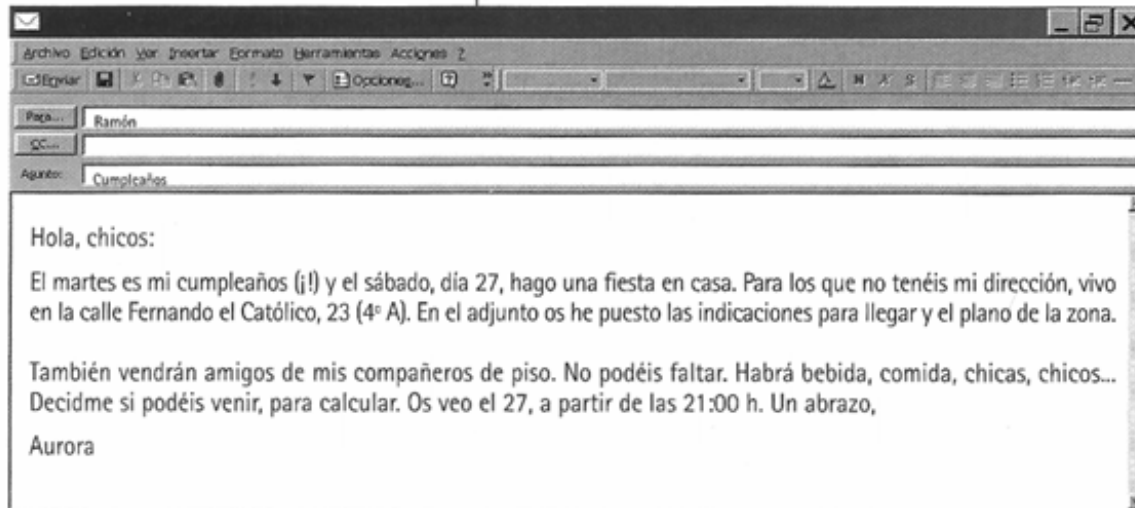 Archivo Edición Ver Insertar Formato Herramientas Acciones ?
Enviar Opciones... N K S
Para... Ramón
CC...
Asunto: Cumpleaños
Hola, chicos:
El martes es mi cumpleaños (¡!) y el sábado, día 27, hago una fiesta en casa. Para los que no tenéis mi dirección, vivo
en la calle Fernando el Católico, 23 (4º A). En el adjunto os he puesto las indicaciones para llegar y el plano de la zona.
También vendrán amigos de mis compañeros de piso. No podéis faltar. Habrá bebida, comida, chicas, chicos...
Decidme si podéis venir, para calcular. Os veo el 27, a partir de las 21:00 h. Un abrazo,
Aurora